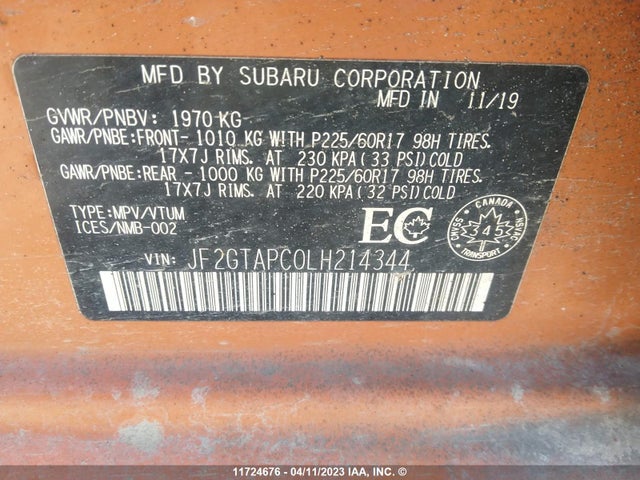 MFD BY SUBARU CORPORATION
MFD IN 11/19
GVWR/PNBV: 1970 KG
GAWR/PNBE:FRONT- 1010 KG WITH P225/60R17 98H TIRES.
17X7J RIMS. AT 230 KPA (33 PSI) COLD
GAWR/PNBE:REAR - 1000 KG WITH P225/60R17 98H TIRES.
17X7J RIMS. AT 220 KPA (32 PSI) COLD
TYPE:MPV/VTUM
ICES/NMB-002
EC
CANADA
CMVSS
345
NSVAC
TRANSPORT
VIN: JF2GTAPC0LH214344
11724676 - 04/11/2023 IAA, INC. ©